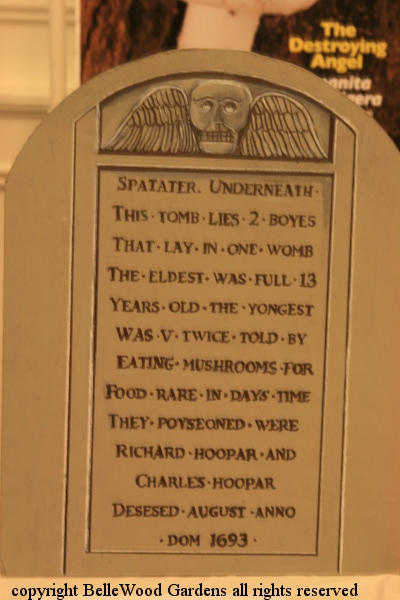 The
Destroying
Angel
SPATATER. UNDERNEATH·
THIS·TOMB·LIES·2·BOYES
THAT·LAY·IN·ONE·WOMB
THE·ELDEST·WAS·FULL·13
YEARS·OLD·THE·YONGEST
WAS·V·TWICE·TOLD·BY
EATING·MUSHROOMS·FOR
FOOD·RARE·IN·DAYS·TIME
THEY·POYSEONED·WERE
RICHARD·HOOPAR·AND
CHARLES·HOOPAR
DESESED·AUGUST·ANNO
·DOM 1693·
copyright BelleWood Gardens all rights reserved